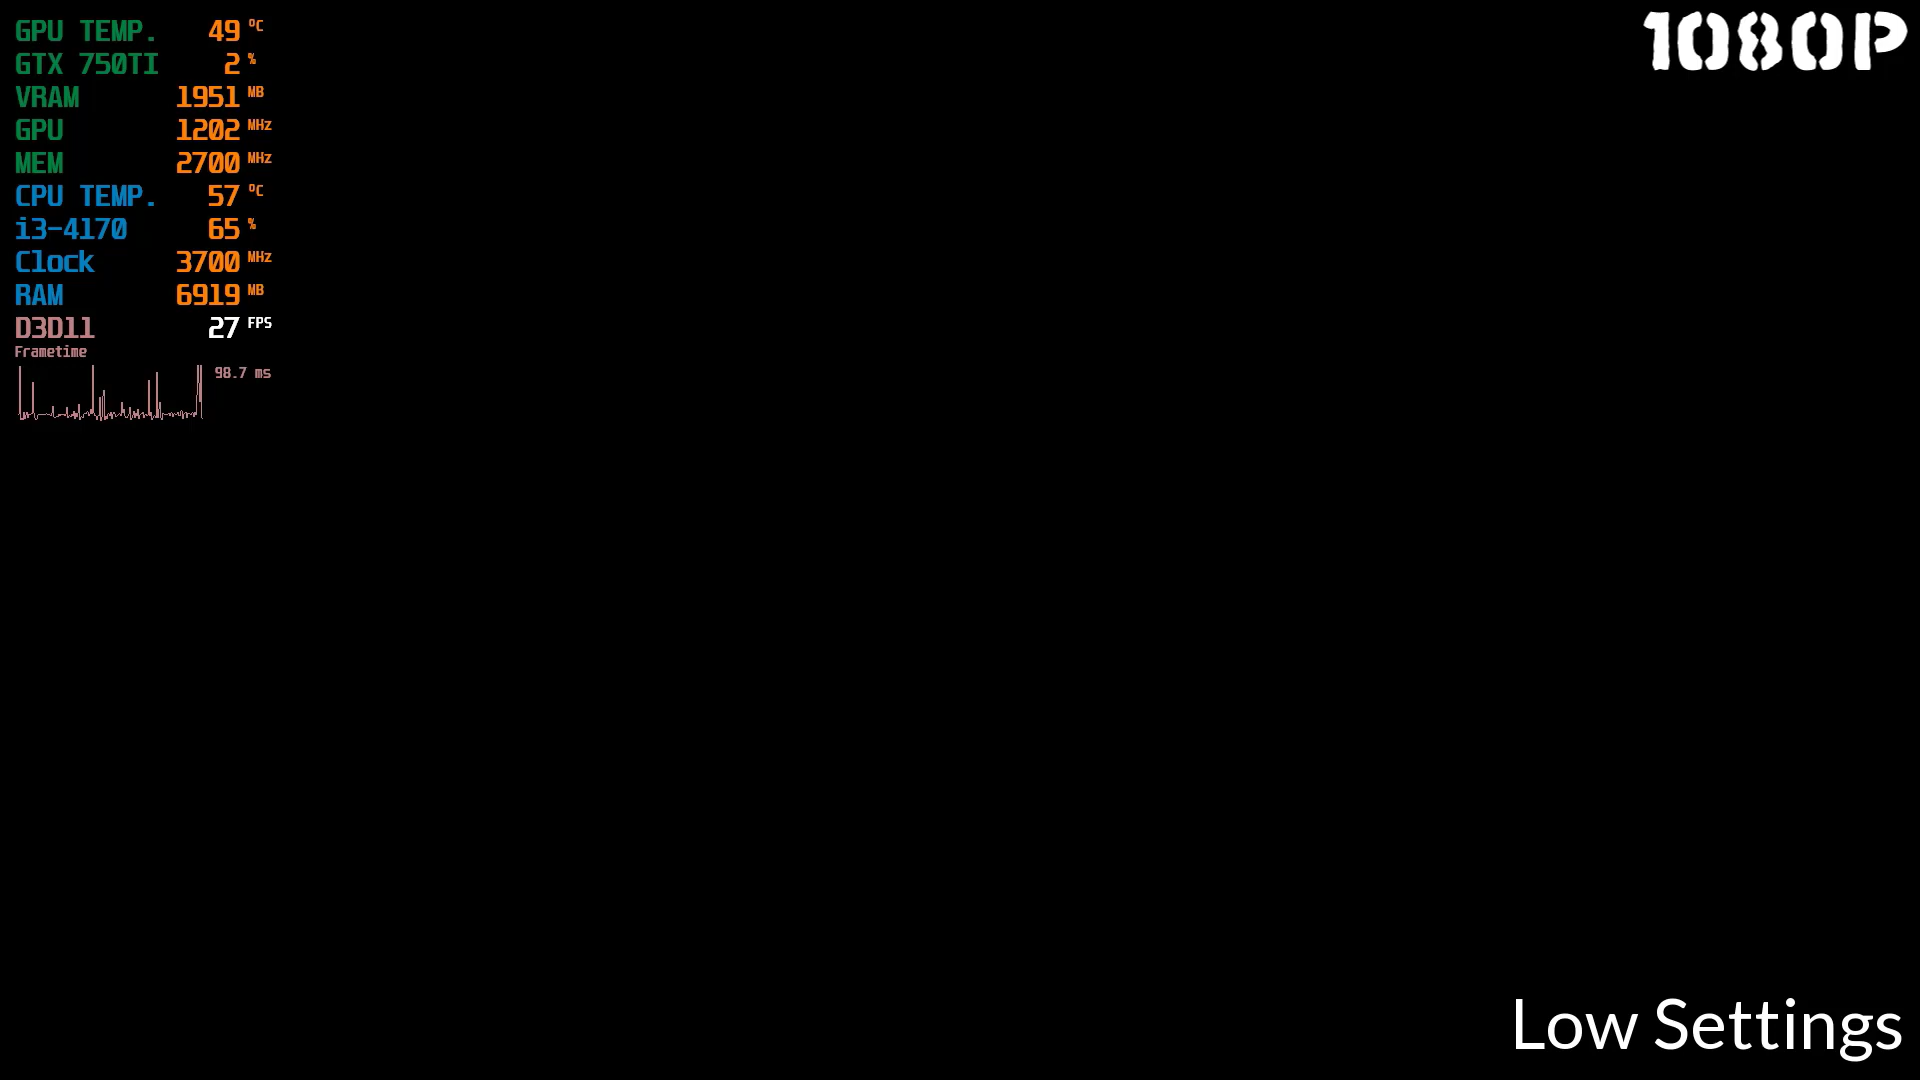 GPU TEMP. 49 °C
GTX 750TI 2 %
VRAM 1951 MB
GPU 1202 MHz
MEM 2700 MHz
CPU TEMP. 57 °C
i3-4170 65 %
Clock 3700 MHz
RAM 6919 MB
D3D11 27 FPS
Frametime
98.7 ms
1080P
Low Settings